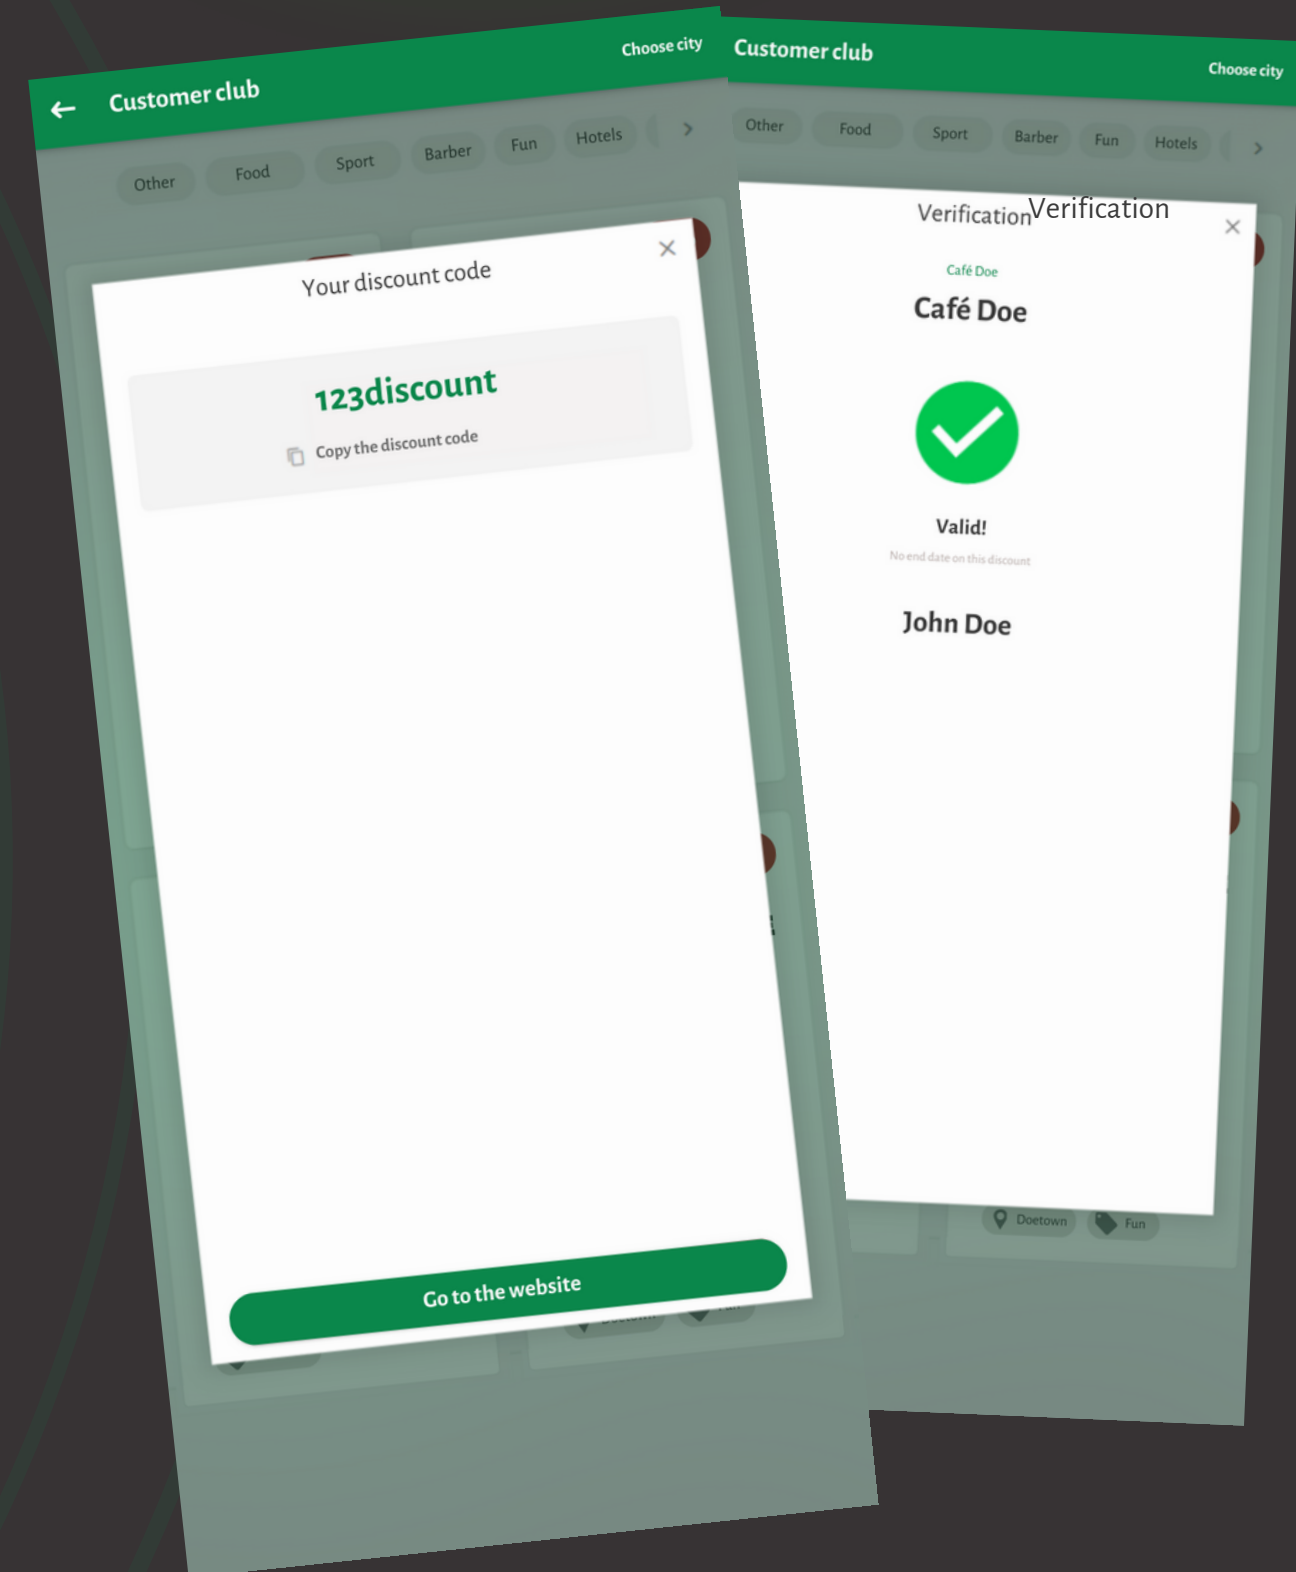 Customer club
Choose city
Other
Food
Sport
Barber
Fun
Hotels
Your discount code
123discount
Copy the discount code
Go to the website
Customer club
Choose city
Other
Food
Sport
Barber
Fun
Hotels
Verification
Verification
Café Doe
Café Doe
Valid!
No end date on this discount
John Doe
Doetown
Fun